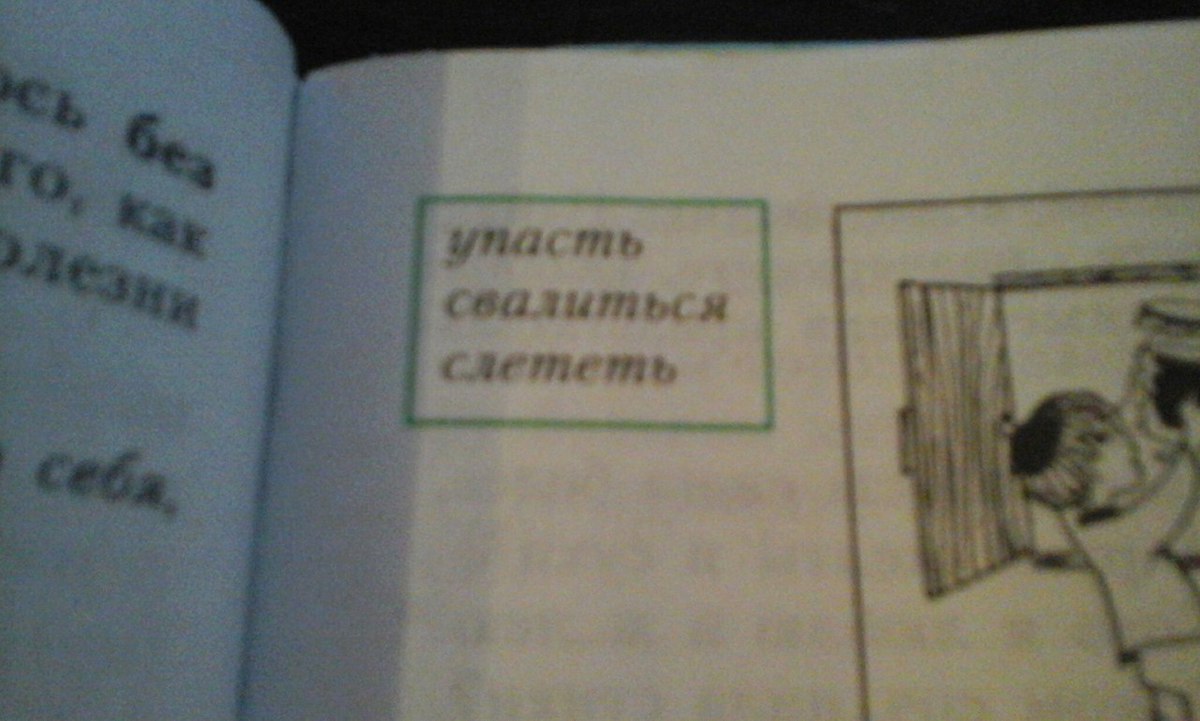 ось без
го, как
олезни
себя,
упасть
свалиться
слететь